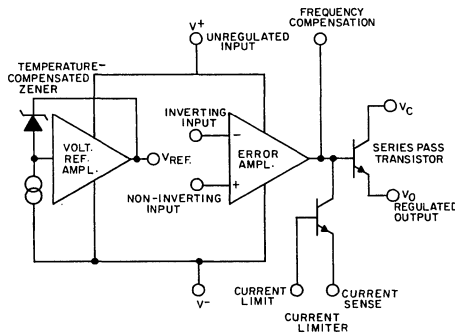 FREQUENCY
COMPENSATION
V+
UNREGULATED
INPUT
TEMPERATURE-
COMPENSATED
ZENER
INVERTING
INPUT
VC
VOLT.
REF.
AMPL.
VREF.
−
+
ERROR
AMPL.
SERIES PASS
TRANSISTOR
NON-INVERTING
INPUT
VO
REGULATED
OUTPUT
V-
CURRENT
LIMIT
CURRENT
SENSE
CURRENT
LIMITER